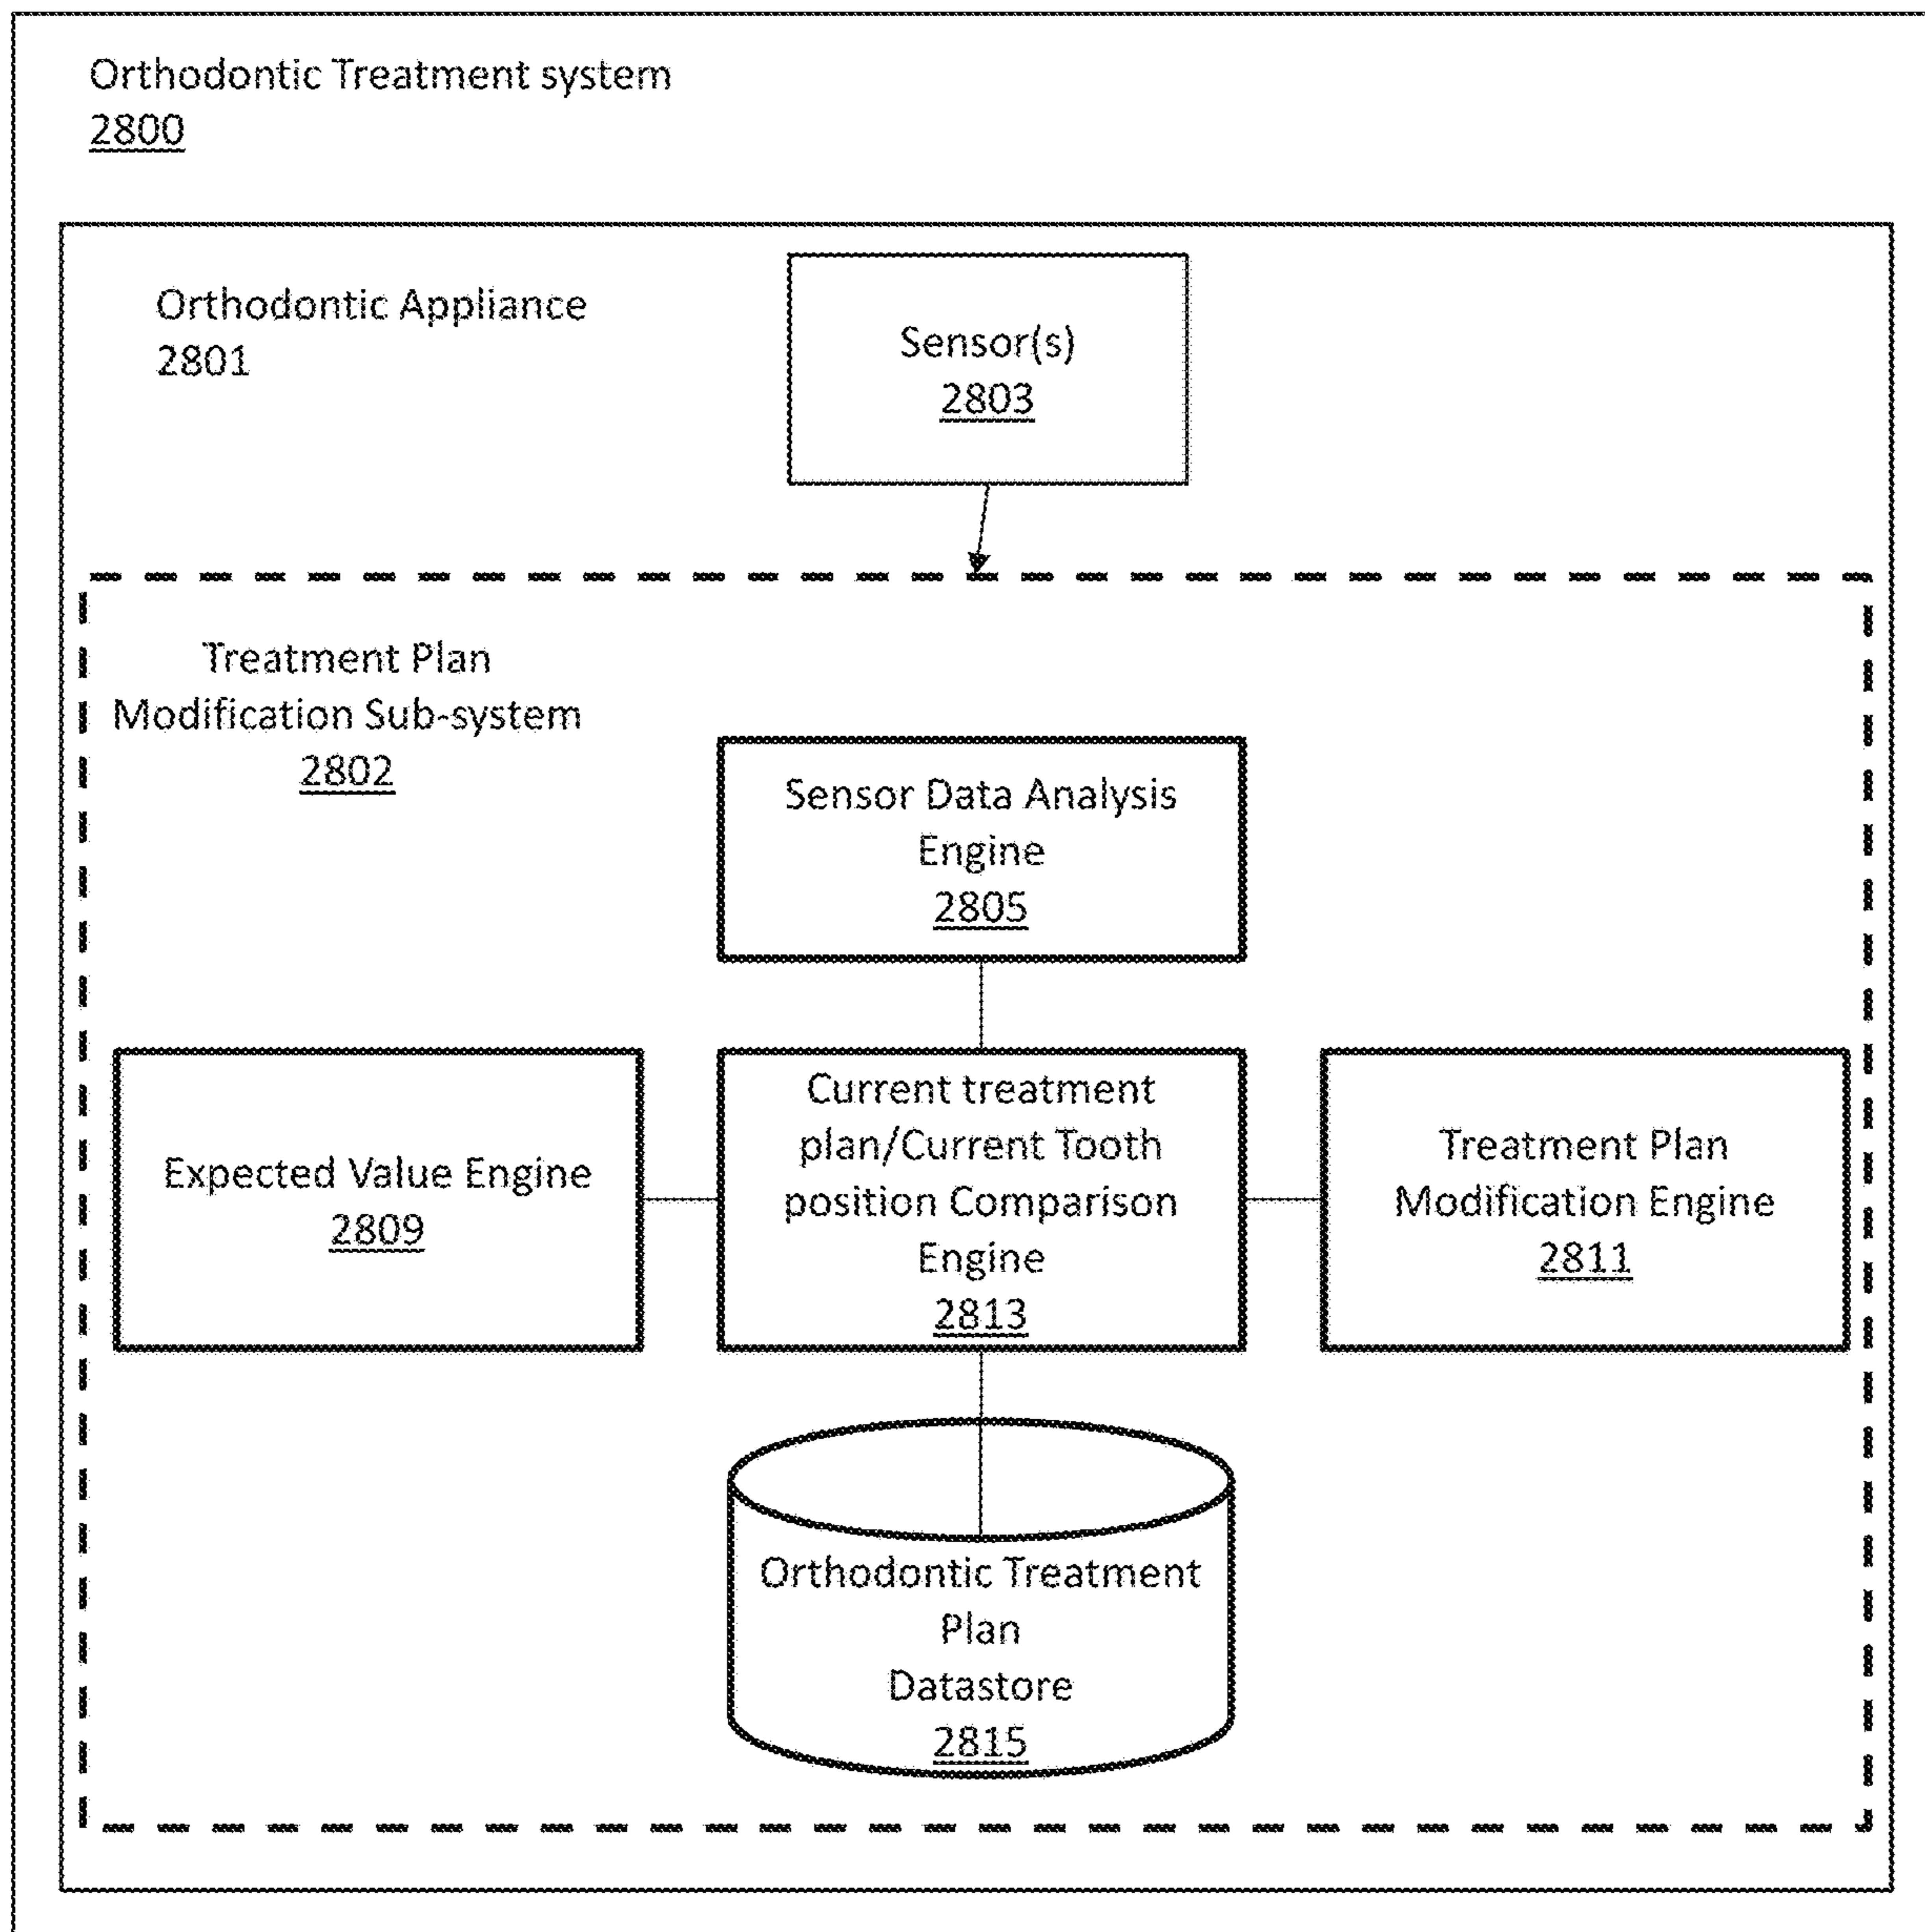 Orthodontic Treatment system
2800
Orthodontic Appliance
2801
Sensor(s)
2803
Treatment Plan
Modification Sub-system
2802
Sensor Data Analysis
Engine
2805
Expected Value Engine
2809
Current treatment
plan/Current Tooth
position Comparison
Engine
2813
Treatment Plan
Modification Engine
2811
Orthodontic Treatment
Plan
Datastore
2815